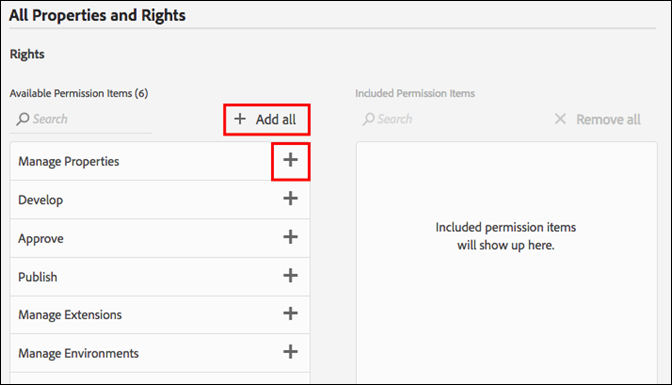 All Properties and Rights
Rights
Available Permission Items (6)
Included Permission Items
Search
+ Add all
Search
× Remove all
Manage Properties +
Develop +
Approve +
Publish +
Manage Extensions +
Manage Environments +
Included permission items
will show up here.